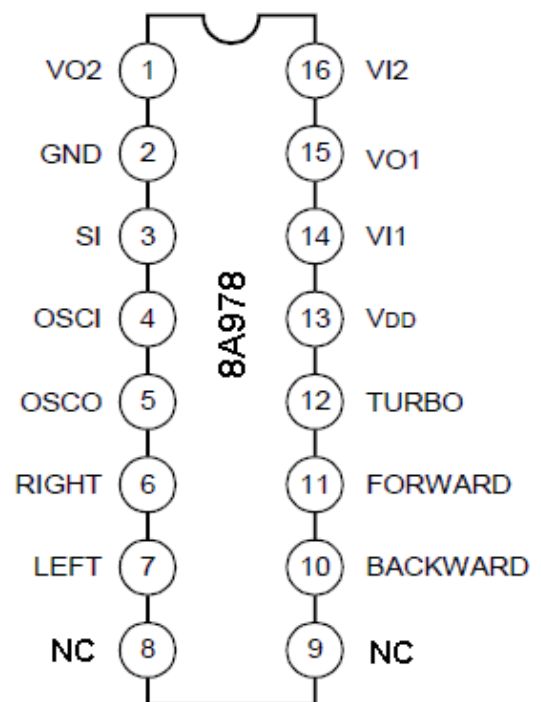 VO2 1 16 VI2
GND 2 15 VO1
SI 3 14 VI1
OSCI 4 13 VDD
OSCO 5 12 TURBO
RIGHT 6 11 FORWARD
LEFT 7 10 BACKWARD
NC 8 9 NC
8A978